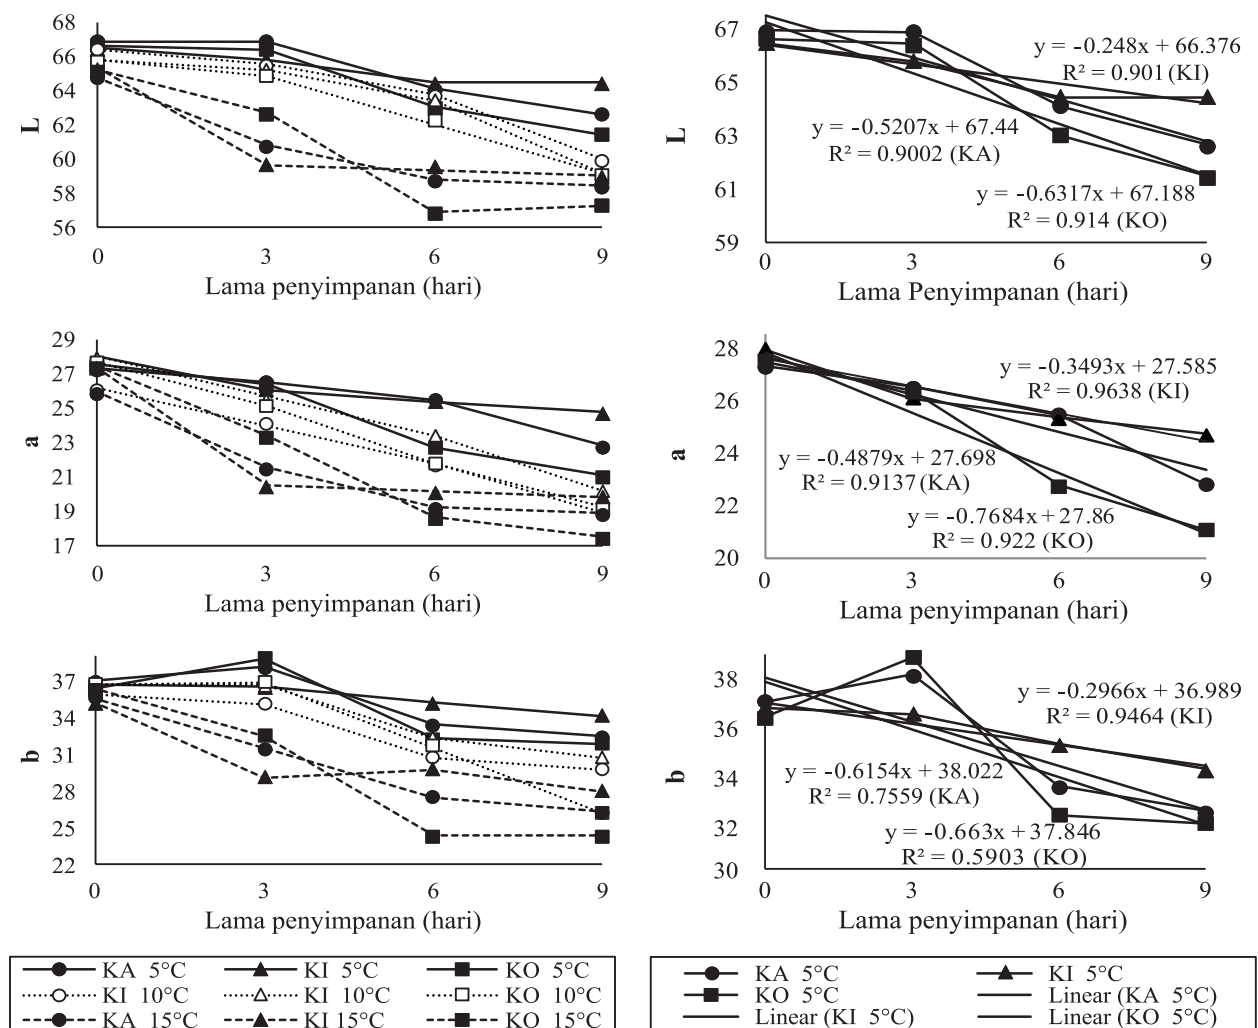 68
66
64
62
60
58
56
L
0 3 6 9
Lama penyimpanan (hari)
67
65
63
61
59
L
y = -0.248x + 66.376
R² = 0.901 (KI)
y = -0.5207x + 67.44
R² = 0.9002 (KA)
y = -0.6317x + 67.188
R² = 0.914 (KO)
0 3 6 9
Lama Penyimpanan (hari)
29
27
25
23
21
19
17
a
0 3 6 9
Lama penyimpanan (hari)
28
26
24
22
20
a
y = -0.3493x + 27.585
R² = 0.9638 (KI)
y = -0.4879x + 27.698
R² = 0.9137 (KA)
y = -0.7684x + 27.86
R² = 0.922 (KO)
0 3 6 9
Lama penyimpanan (hari)
37
34
31
28
25
22
b
0 3 6 9
Lama penyimpanan (hari)
38
36
34
32
30
b
y = -0.2966x + 36.989
R² = 0.9464 (KI)
y = -0.6154x + 38.022
R² = 0.7559 (KA)
y = -0.663x + 37.846
R² = 0.5903 (KO)
0 3 6 9
Lama penyimpanan (hari)
KA 5°C KI 5°C KO 5°C
KI 10°C KI 10°C KO 10°C
KA 15°C KI 15°C KO 15°C
KA 5°C KI 5°C
KO 5°C Linear (KA 5°C)
Linear (KI 5°C) Linear (KO 5°C)